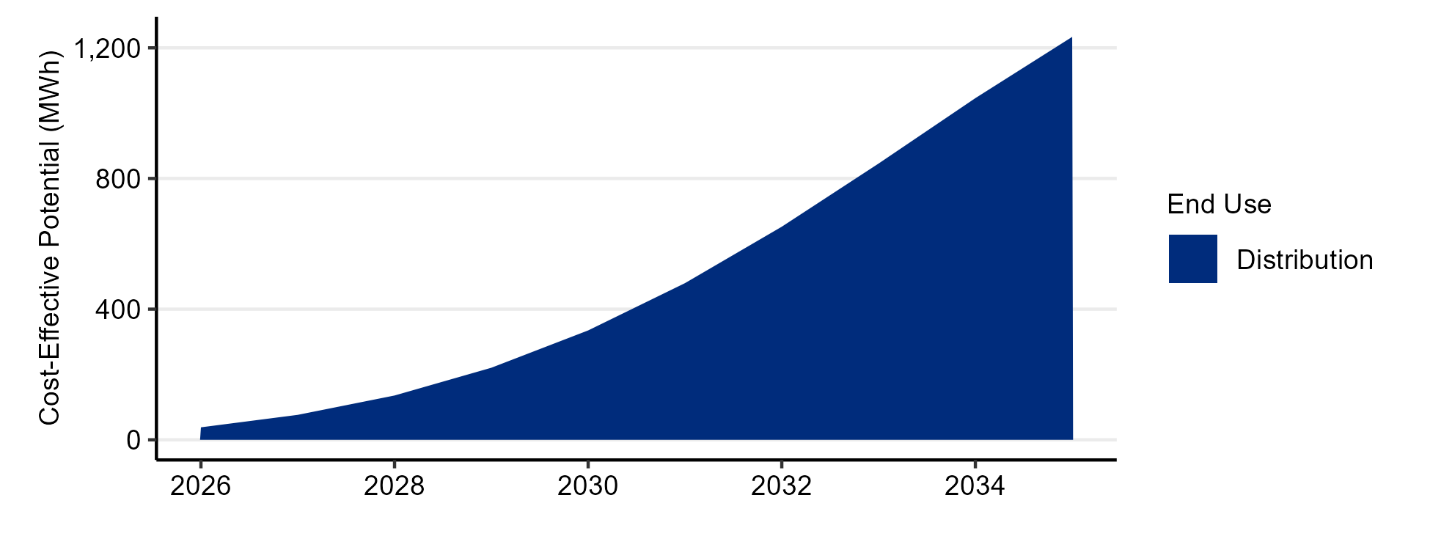 Cost-Effective Potential (MWh)
1,200
800
400
0
2026 2028 2030 2032 2034
End Use
Distribution